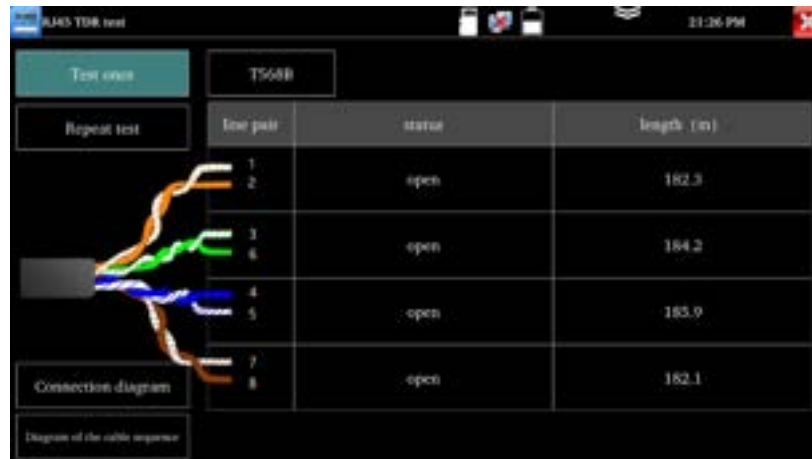 RJ45 TDR test
21:26 PM
Test once
T568B
Repeat test
line pair status length (m)
1
2
open 182.3
3
6
open 184.2
4
5
open 185.9
7
8
open 182.1
Connection diagram
Diagram of the cable sequence